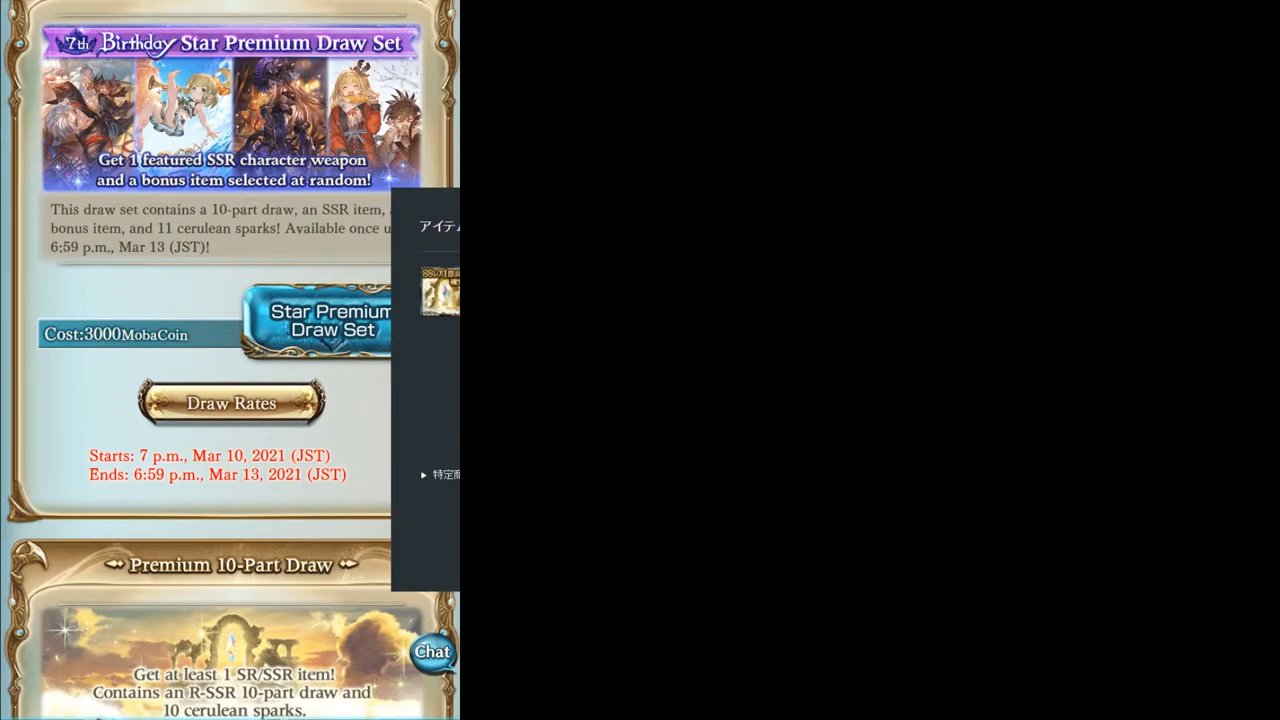 7th Birthday Star Premium Draw Set
Get 1 featured SSR character weapon
and a bonus item selected at random!
This draw set contains a 10-part draw, an SSR item,
bonus item, and 11 cerulean sparks! Available once
6:59 p.m., Mar 13 (JST)!
アイテ
Star Premium
Draw Set
Cost:3000MobaCoin
Draw Rates
Starts: 7 p.m., Mar 10, 2021 (JST)
Ends: 6:59 p.m., Mar 13, 2021 (JST)
▶ 特定
Premium 10-Part Draw
Chat
Get at least 1 SR/SSR item!
Contains an R-SSR 10-part draw and
10 cerulean sparks.